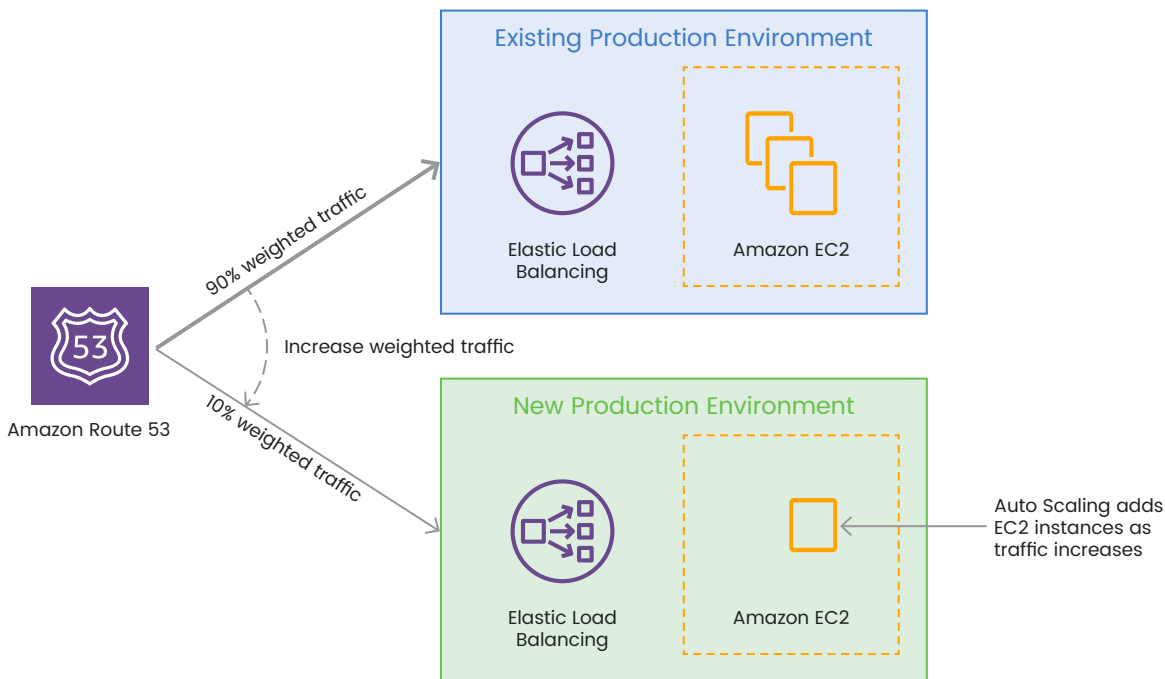 Existing Production Environment
Elastic Load
Balancing
Amazon EC2
90% weighted traffic
53
Amazon Route 53
Increase weighted traffic
10% weighted traffic
New Production Environment
Elastic Load
Balancing
Amazon EC2
Auto Scaling adds
EC2 instances as
traffic increases